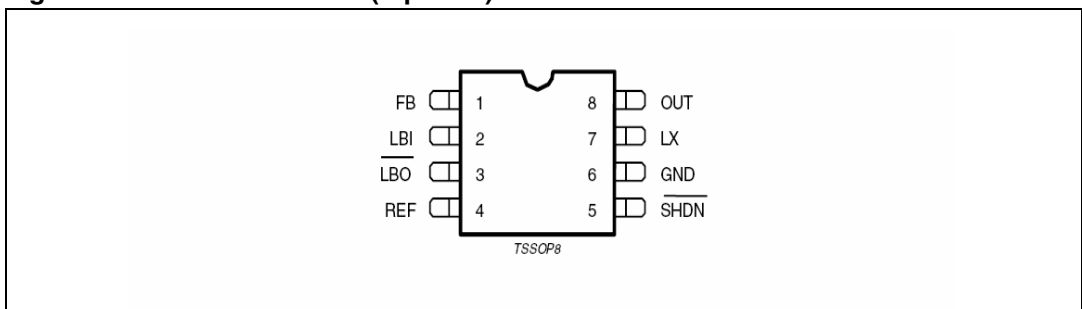 FB 1 8 OUT
LBI 2 7 LX
LBO 3 6 GND
REF 4 5 SHDN
TSSOP8